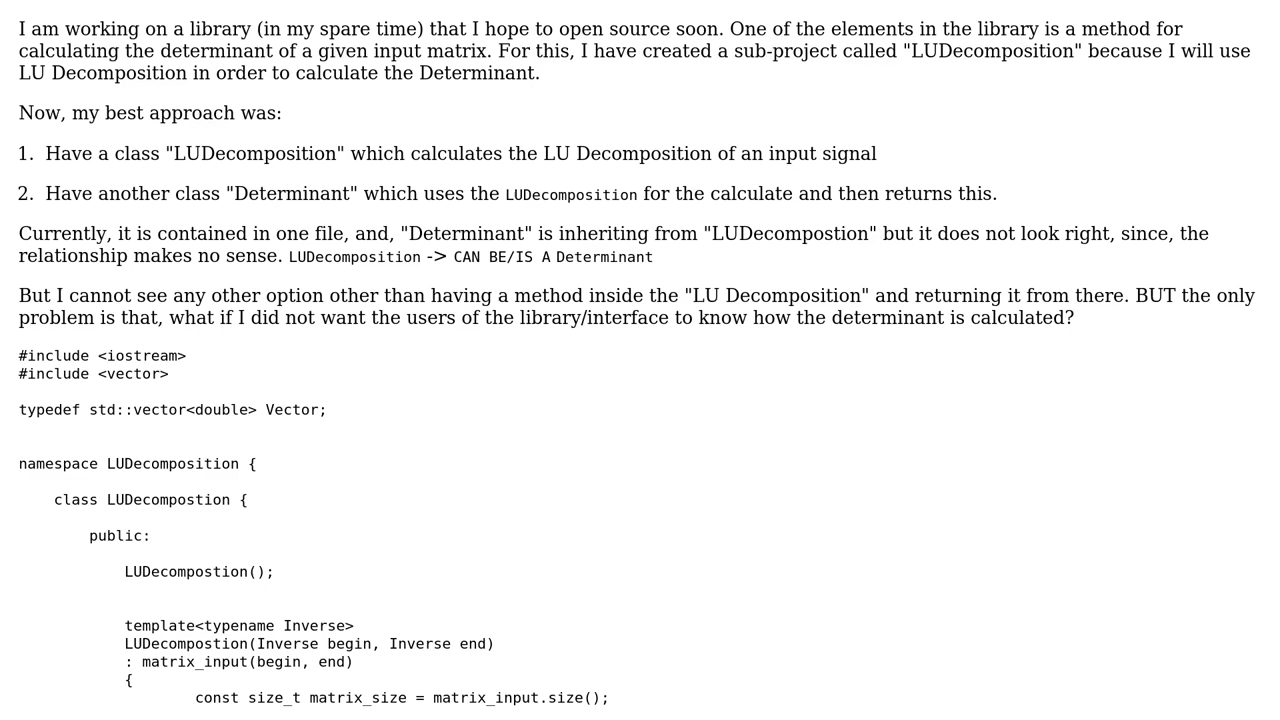 I am working on a library (in my spare time) that I hope to open source soon. One of the elements in the library is a method for
calculating the determinant of a given input matrix. For this, I have created a sub-project called "LUDecomposition" because I will use
LU Decomposition in order to calculate the Determinant.
Now, my best approach was:
1. Have a class "LUDecomposition" which calculates the LU Decomposition of an input signal
2. Have another class "Determinant" which uses the LUDecomposition for the calculate and then returns this.
Currently, it is contained in one file, and, "Determinant" is inheriting from "LUDecompostion" but it does not look right, since, the
relationship makes no sense. LUDecomposition -> CAN BE/IS A Determinant
But I cannot see any other option other than having a method inside the "LU Decomposition" and returning it from there. BUT the only
problem is that, what if I did not want the users of the library/interface to know how the determinant is calculated?
#include <iostream>
#include <vector>
typedef std::vector<double> Vector;
namespace LUDecomposition {
class LUDecompostion {
public:
LUDecompostion();
template<typename Inverse>
LUDecompostion(Inverse begin, Inverse end)
: matrix_input(begin, end)
{
const size_t matrix_size = matrix_input.size();